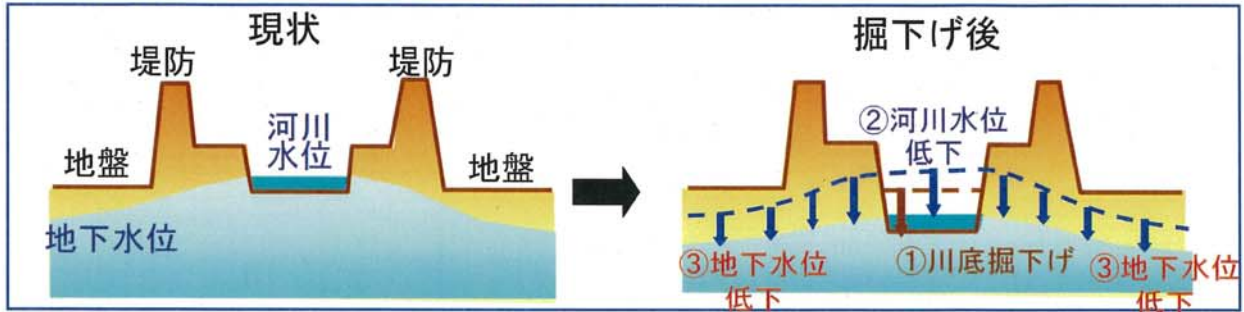 現状
堤防
堤防
河川
水位
地盤
地盤
地下水位
掘下げ後
②河川水位
低下
①川底掘下げ
③地下水位
低下
③地下水位
低下